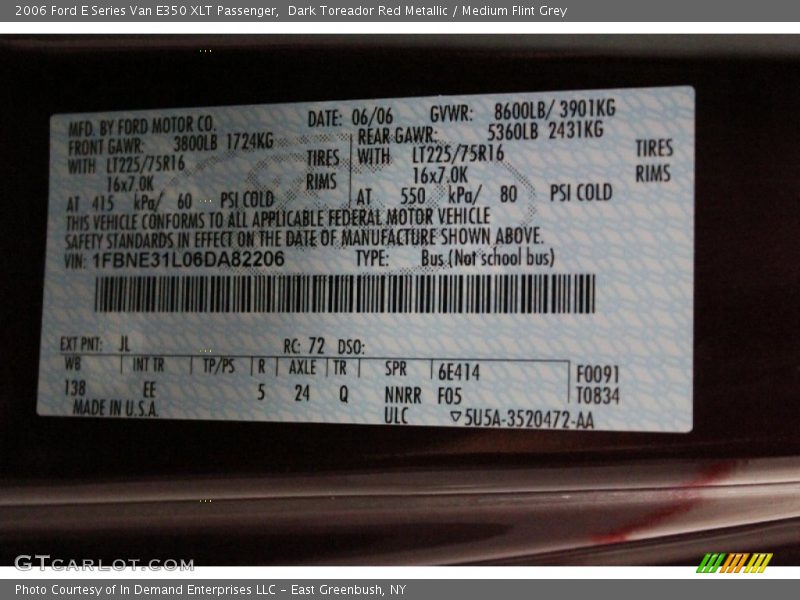 2006 Ford E Series Van E350 XLT Passenger,  Dark Toreador Red Metallic / Medium Flint Grey
MFD. BY FORD MOTOR CO. DATE: 06/06 GVWR: 8600LB/ 3901KG
FRONT GAWR: 3800LB 1724KG REAR GAWR: 5360LB 2431KG
WITH LT225/75R16 TIRES WITH LT225/75R16 TIRES
16x7.0K RIMS 16x7.0K RIMS
AT 415 kPa/ 60 PSI COLD AT 550 kPa/ 80 PSI COLD
THIS VEHICLE CONFORMS TO ALL APPLICABLE FEDERAL MOTOR VEHICLE
SAFETY STANDARDS IN EFFECT ON THE DATE OF MANUFACTURE SHOWN ABOVE.
VIN: 1FBNE31L06DA82206 TYPE: Bus (Not school bus)
EXT PNT: JL RC: 72 DSO:
WB INT TR TP/PS R AXLE TR SPR 6E414 F0091
138 EE 5 24 Q NNRR F05 T0834
MADE IN U.S.A. ULC ▽5U5A-3520472-AA
GTCARLOT.COM
Photo Courtesy of In Demand Enterprises LLC – East Greenbush, NY